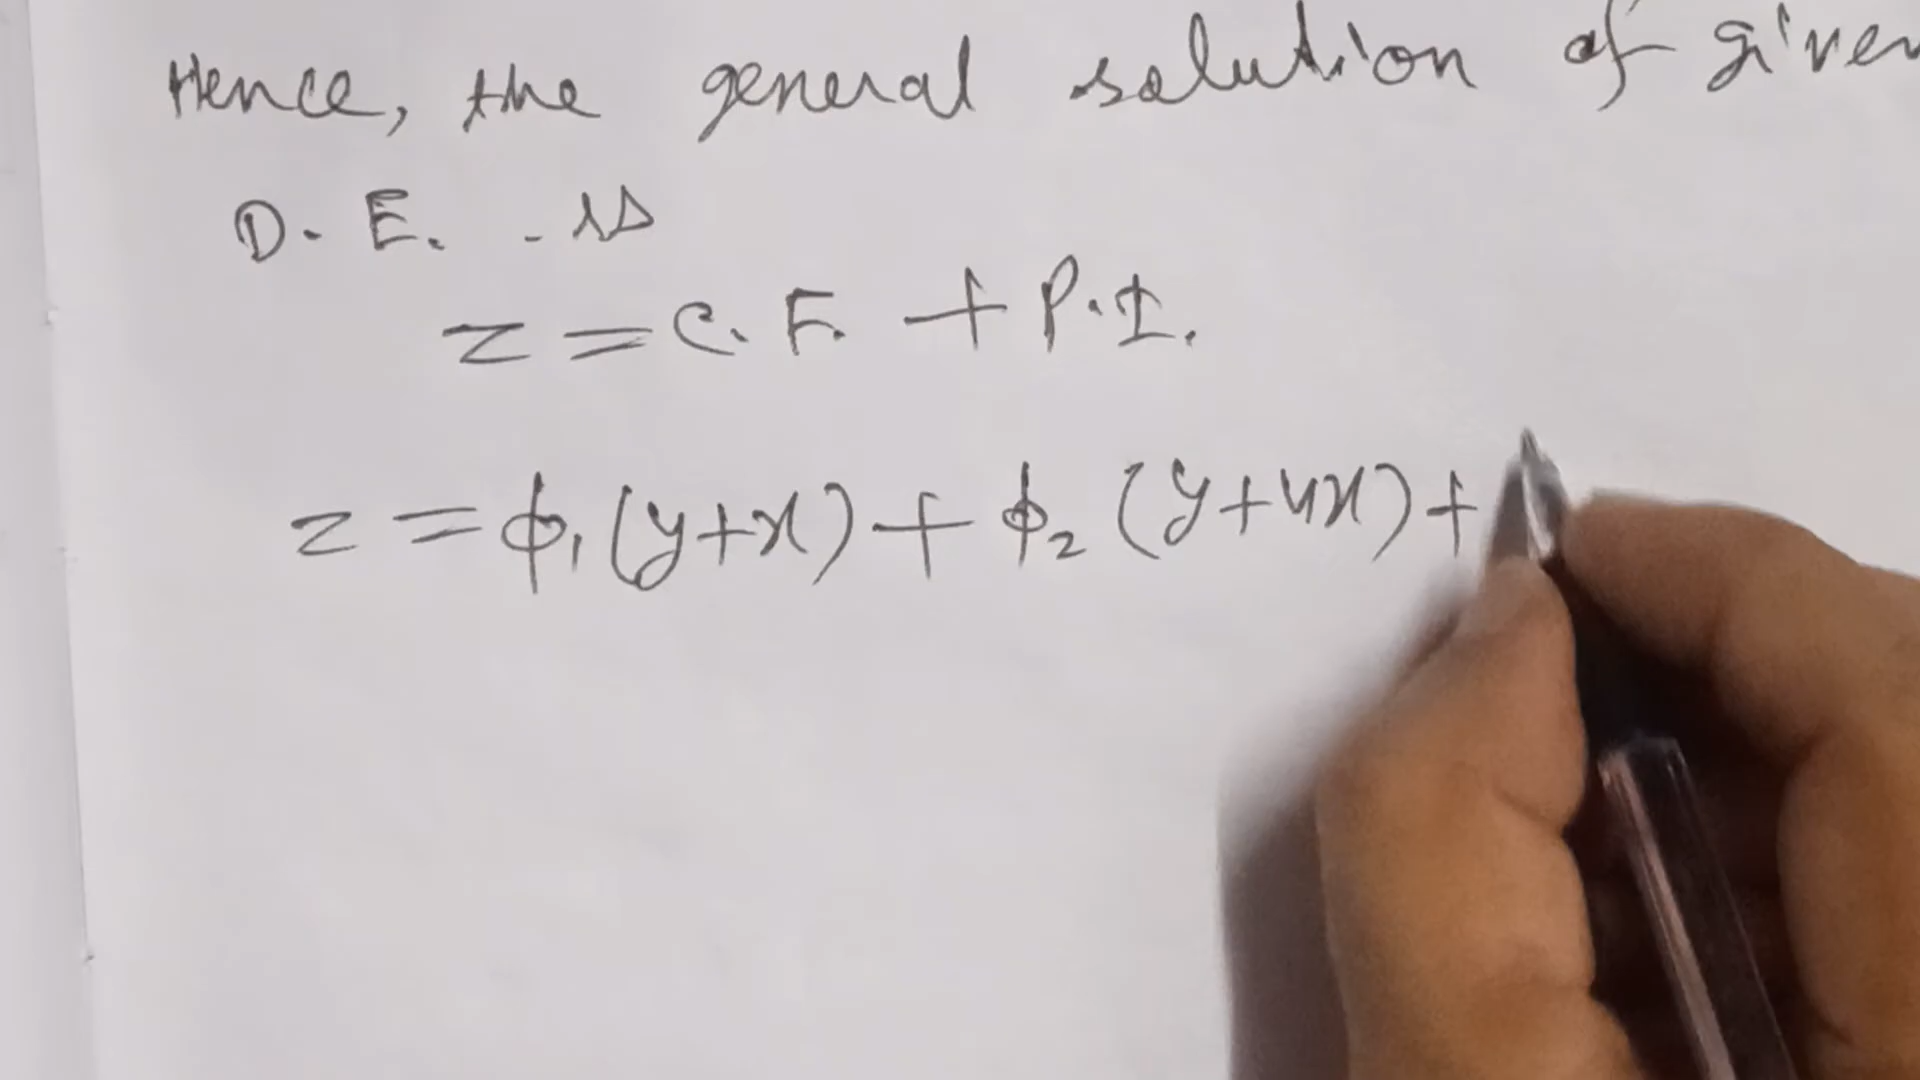 Hence, the general solution of given
D. E. is
z = C. F. + P. I.
z = ϕ₁ (y+x) + ϕ₂ (y+4x) +